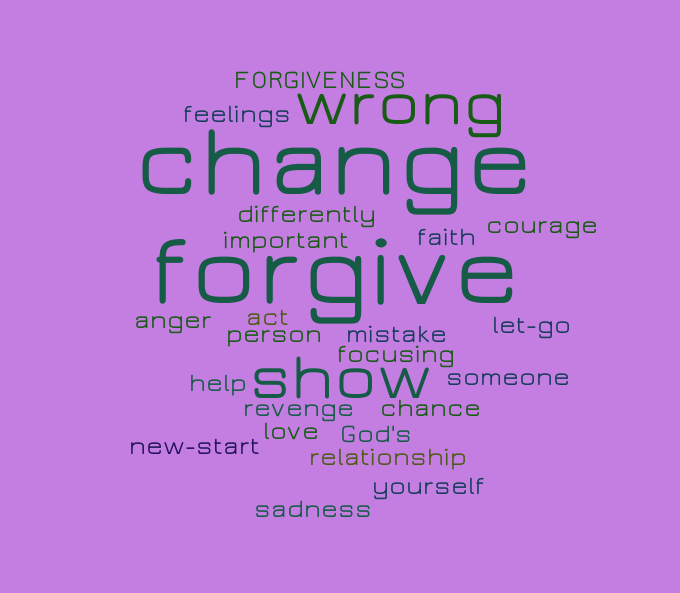 FORGIVENESS
wrong
feelings
change
differently
courage
important
faith
forgive
anger
act
let-go
person
mistake
focusing
show
someone
help
revenge
chance
love
God's
new-start
relationship
yourself
sadness